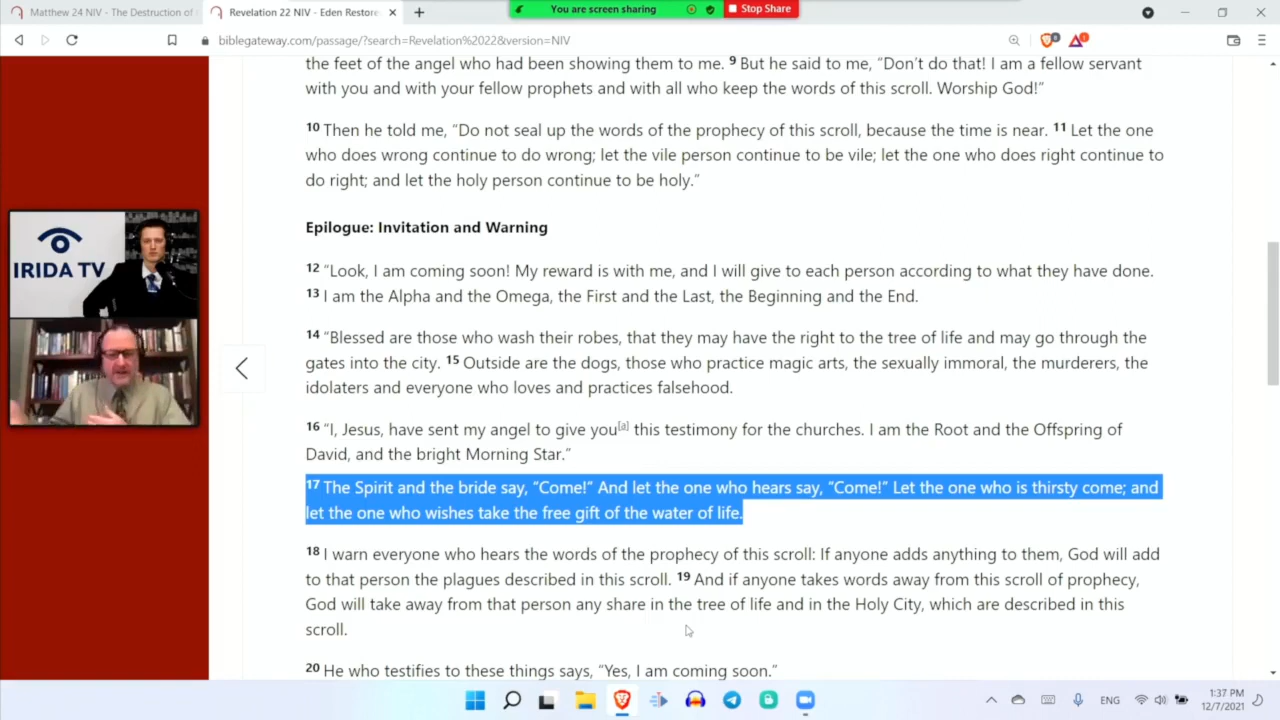 Matthew 24 NIV - The Destruction of
Revelation 22 NIV - Eden Restore
You are screen sharing
Stop Share
biblegateway.com/passage/?search=Revelation%2022&version=NIV
the feet of the angel who had been showing them to me. 9 But he said to me, “Don’t do that! I am a fellow servant
with you and with your fellow prophets and with all who keep the words of this scroll. Worship God!”
10 Then he told me, “Do not seal up the words of the prophecy of this scroll, because the time is near. 11 Let the one
who does wrong continue to do wrong; let the vile person continue to be vile; let the one who does right continue to
do right; and let the holy person continue to be holy.”
Epilogue: Invitation and Warning
12 “Look, I am coming soon! My reward is with me, and I will give to each person according to what they have done.
13 I am the Alpha and the Omega, the First and the Last, the Beginning and the End.
14 “Blessed are those who wash their robes, that they may have the right to the tree of life and may go through the
gates into the city. 15 Outside are the dogs, those who practice magic arts, the sexually immoral, the murderers, the
idolaters and everyone who loves and practices falsehood.
16 “I, Jesus, have sent my angel to give you[a] this testimony for the churches. I am the Root and the Offspring of
David, and the bright Morning Star.”
17 The Spirit and the bride say, “Come!” And let the one who hears say, “Come!” Let the one who is thirsty come; and
let the one who wishes take the free gift of the water of life.
18 I warn everyone who hears the words of the prophecy of this scroll: If anyone adds anything to them, God will add
to that person the plagues described in this scroll. 19 And if anyone takes words away from this scroll of prophecy,
God will take away from that person any share in the tree of life and in the Holy City, which are described in this
scroll.
20 He who testifies to these things says, “Yes, I am coming soon.”
IRIDA TV
ENG
1:37 PM
12/7/2021